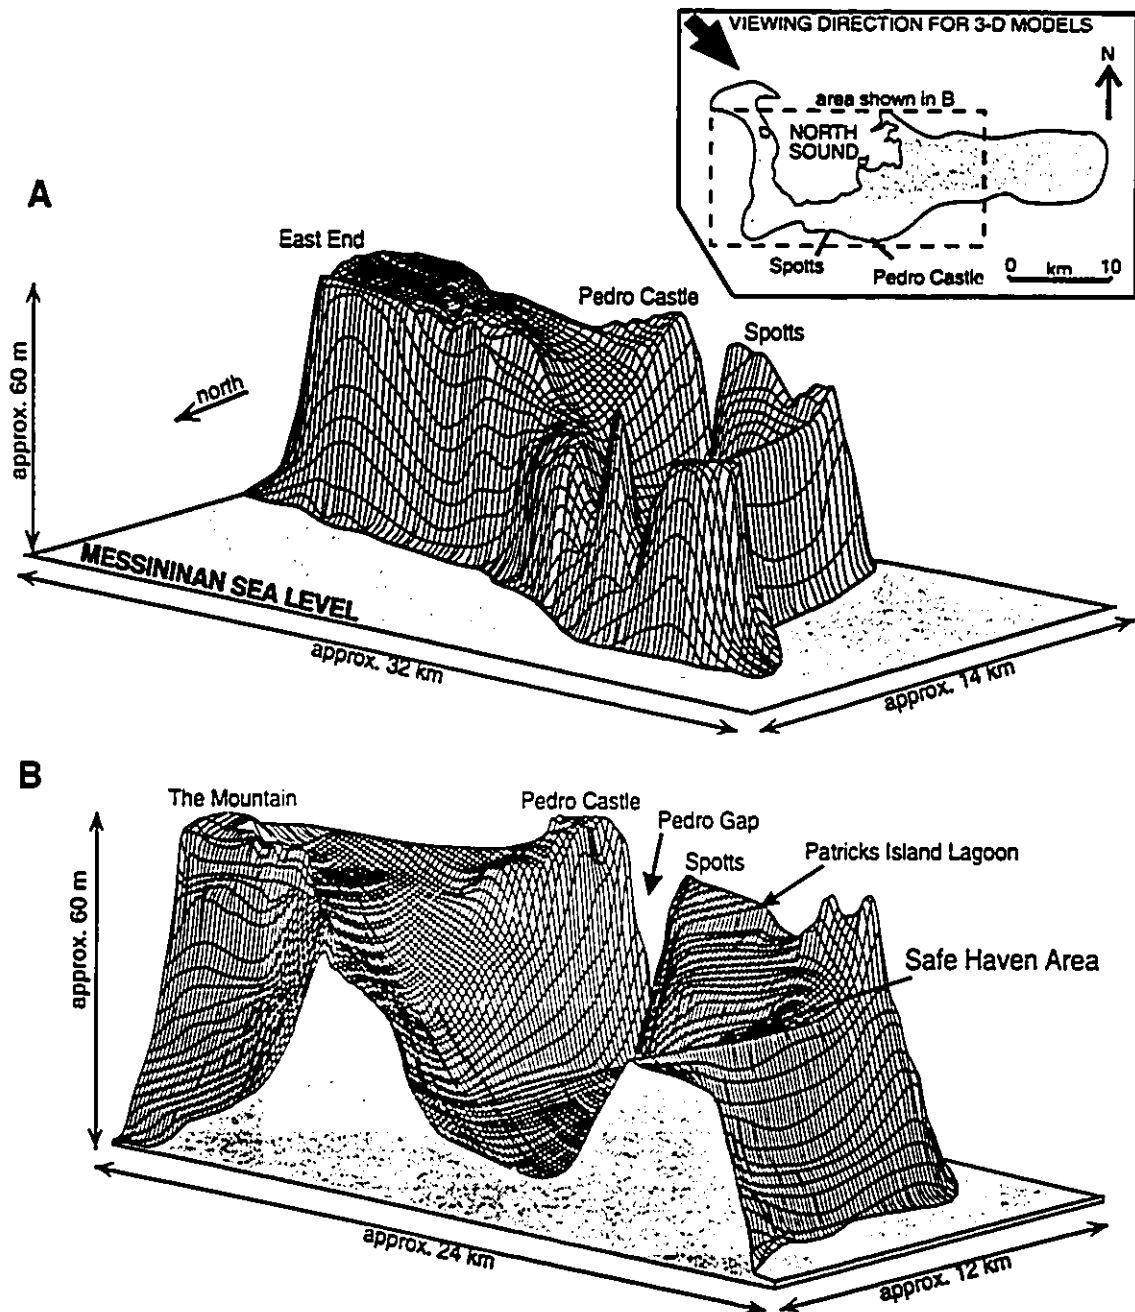 VIEWING DIRECTION FOR 3-D MODELS
N
area shown in B
NORTH
SOUND
Spotts
Pedro Castle
0 km 10
A
East End
Pedro Castle
Spotts
approx. 60 m
north
MESSININAN SEA LEVEL
approx. 32 km
approx. 14 km
B
The Mountain
Pedro Castle
Pedro Gap
Spotts
Patricks Island Lagoon
Safe Haven Area
approx. 60 m
approx. 24 km
approx. 12 km